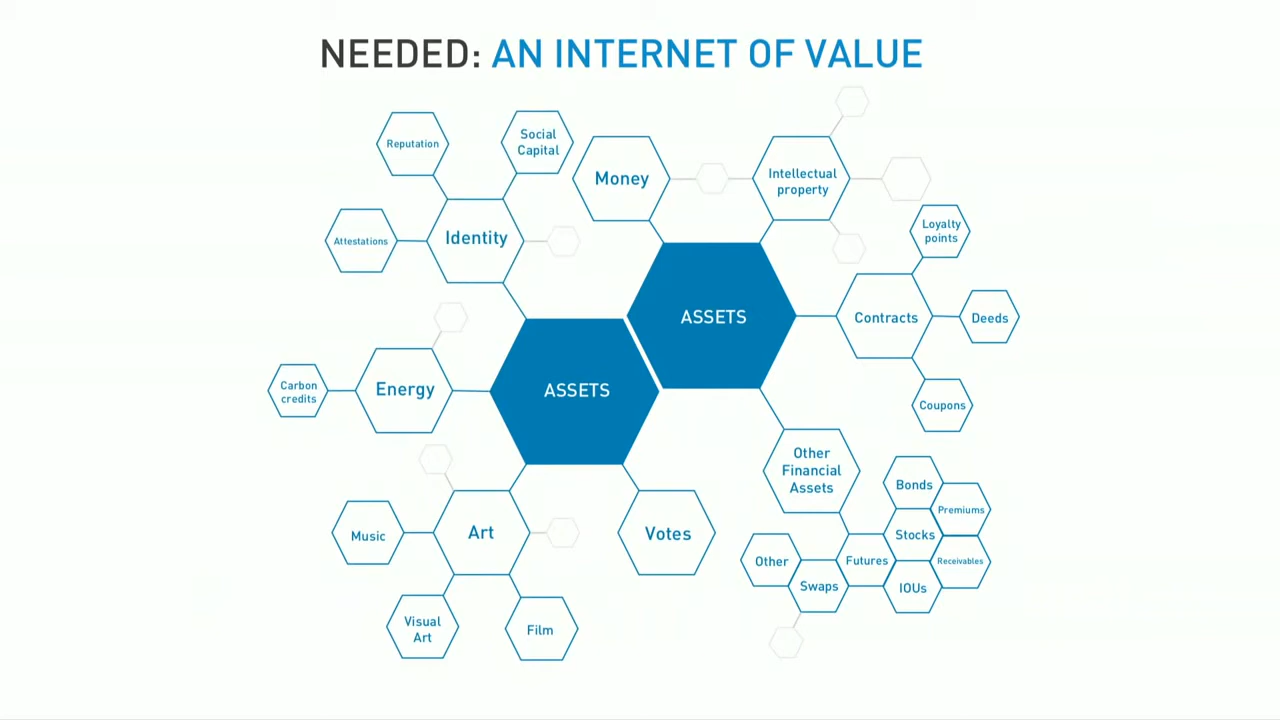 NEEDED: AN INTERNET OF VALUE
Reputation
Social
Capital
Attestations
Identity
Money
Intellectual
property
Loyalty
points
Contracts
Deeds
Coupons
ASSETS
ASSETS
Carbon
credits
Energy
Other
Financial
Assets
Music
Art
Votes
Visual
Art
Film
Bonds
Premiums
Stocks
Receivables
Futures
IOUs
Other
Swaps